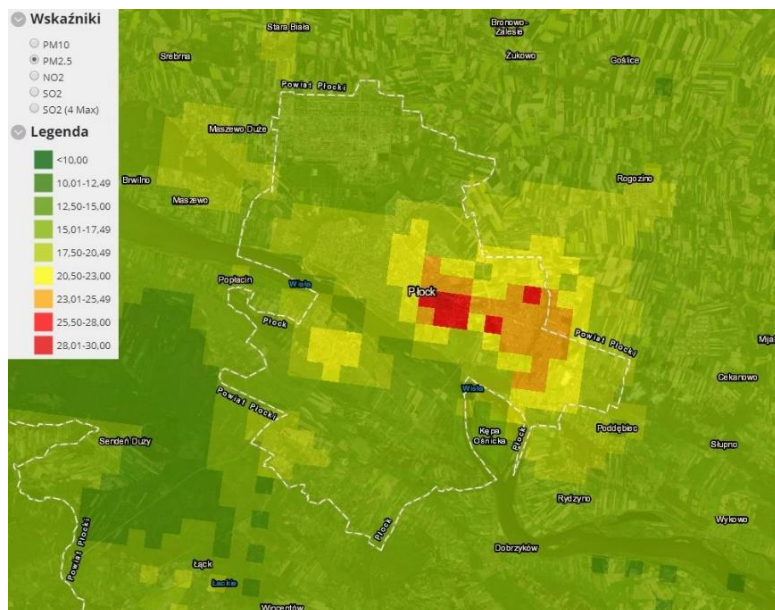 Wskaźniki
PM10
PM2.5
NO2
SO2
SO2 (4 Max)
Legenda
<10,00
10,01-12,49
12,50-15,00
15,01-17,49
17,50-20,49
20,50-23,00
23,01-25,49
25,50-28,00
28,01-30,00
Stara Biała
Bronowo-
Zalesie
Srebrna
Żukowo
Goślice
Powiat Płocki
Maszewo Duże
Brwilno
Maszewo
Rogozino
Popłacin
Wisła
Płock
Płock
Powiat Płocki
Mija
Cekanowo
Wisła
Powiat Płocki
Sendeń Duży
Kępa
Ośnicka
Płock
Poddębiec
Słupno
Rydzyno
Wykowo
Płock
Dobrzyków
Powiat Płocki
Łąck
Łąckie
Wincentów